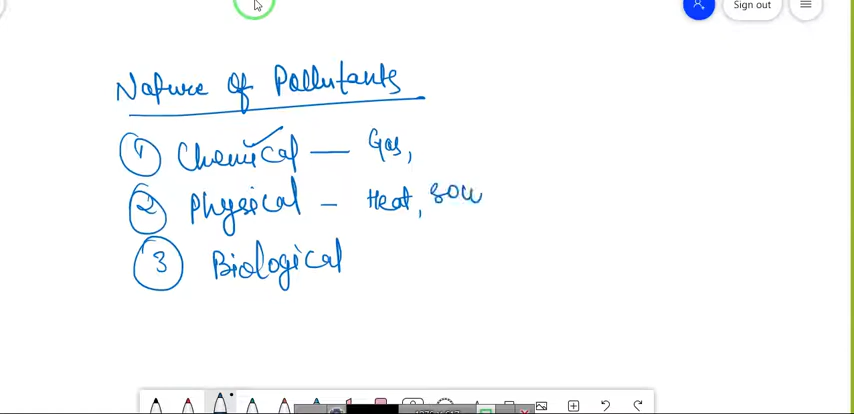 Sign out
Nature of Pollutants
1 Chemical — Gas,
2 Physical – Heat, sou
3 Biological